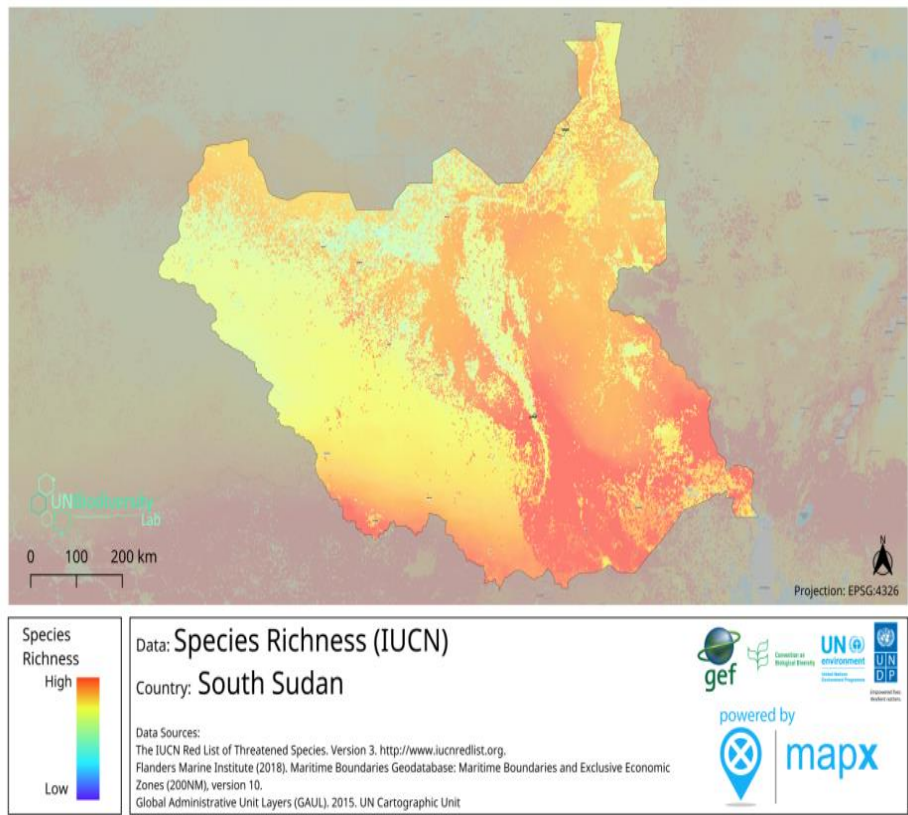 UNBiodiversity
Lab
0 100 200 km
N
Projection: EPSG:4326
Species
Richness
High
Low
Data: Species Richness (IUCN)
Country: South Sudan
Data Sources:
The IUCN Red List of Threatened Species. Version 3. http://www.iucnredlist.org.
Flanders Marine Institute (2018). Maritime Boundaries Geodatabase: Maritime Boundaries and Exclusive Economic
Zones (200NM), version 10.
Global Administrative Unit Layers (GAUL). 2015. UN Cartographic Unit
gef
Convention on
Biological Diversity
UN
environment
United Nations
Environment Programme
U N
D P
Empowered lives.
Resilient nations.
powered by
mapx